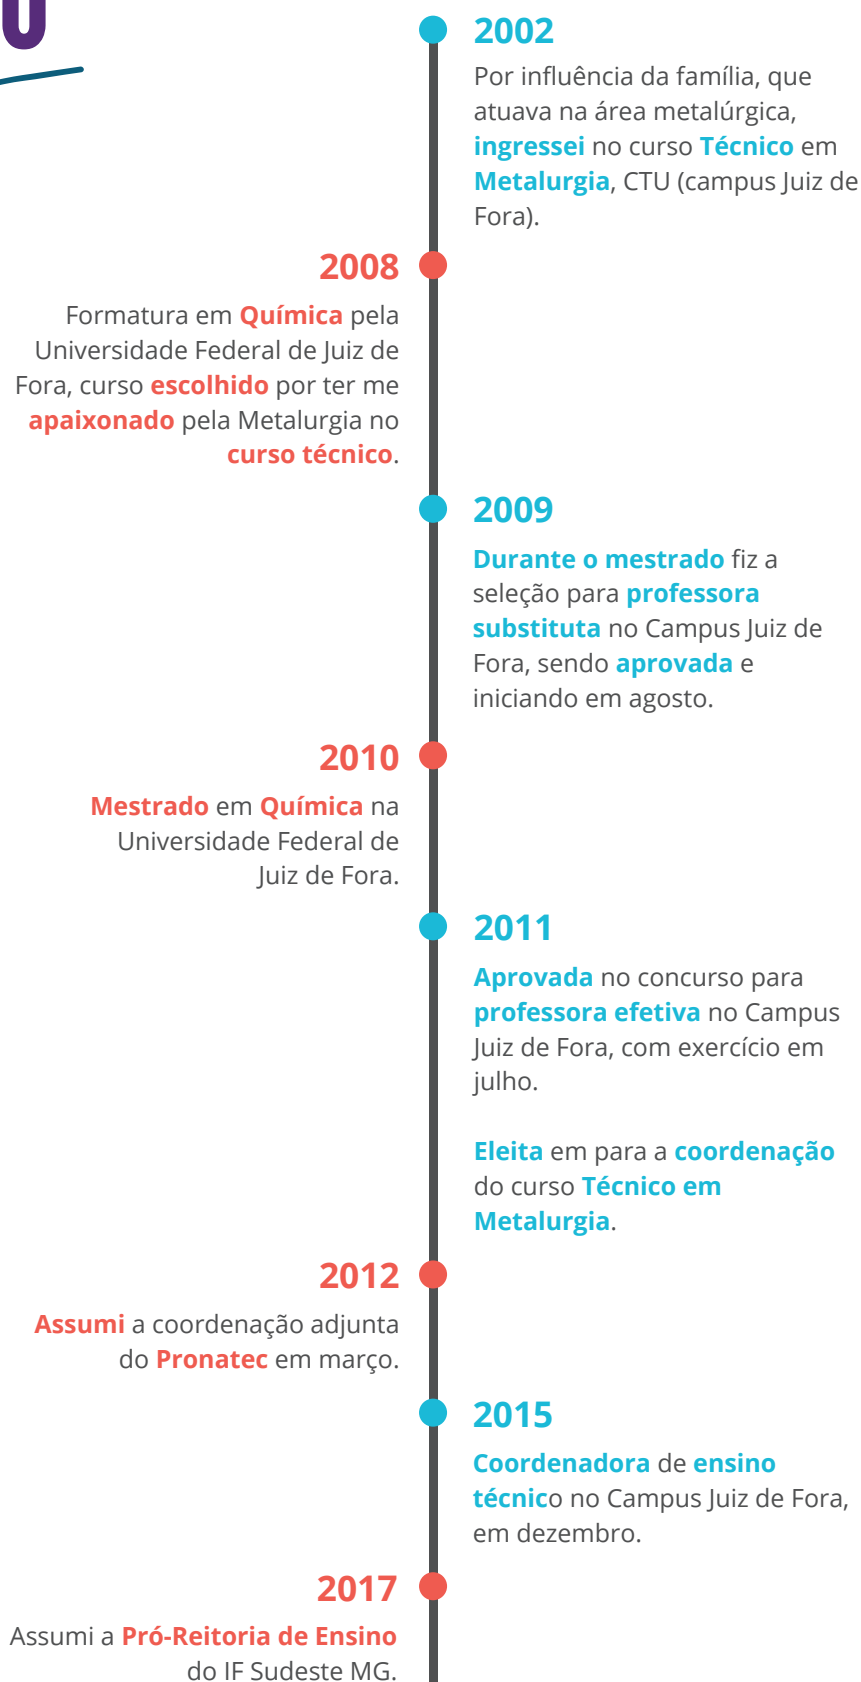 U
2002
Por influência da família, que
atuava na área metalúrgica,
ingressei no curso Técnico em
Metalurgia, CTU (campus Juiz de
Fora).
2008
Formatura em Química pela
Universidade Federal de Juiz de
Fora, curso escolhido por ter me
apaixonado pela Metalurgia no
curso técnico.
2009
Durante o mestrado fiz a
seleção para professora
substituta no Campus Juiz de
Fora, sendo aprovada e
iniciando em agosto.
2010
Mestrado em Química na
Universidade Federal de
Juiz de Fora.
2011
Aprovada no concurso para
professora efetiva no Campus
Juiz de Fora, com exercício em
julho.
Eleita em para a coordenação
do curso Técnico em
Metalurgia.
2012
Assumi a coordenação adjunta
do Pronatec em março.
2015
Coordenadora de ensino
técnico no Campus Juiz de Fora,
em dezembro.
2017
Assumi a Pró-Reitoria de Ensino
do IF Sudeste MG.